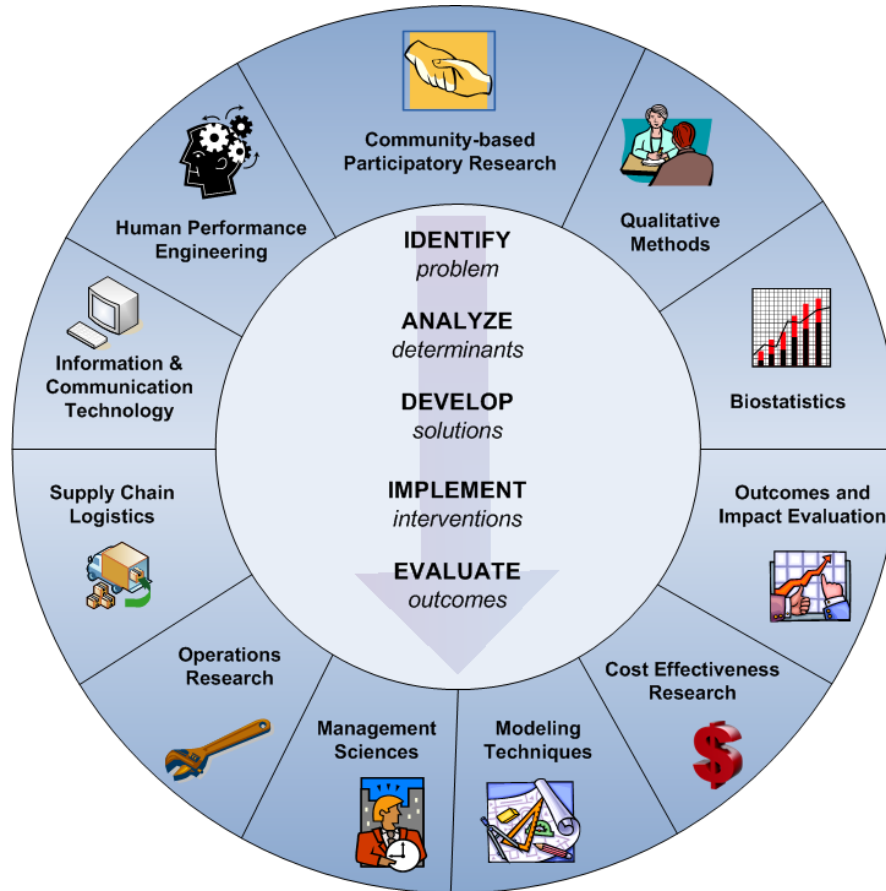 Community-based
Participatory Research
Qualitative
Methods
Biostatistics
Outcomes and
Impact Evaluation
Cost Effectiveness
Research
Modeling
Techniques
Management
Sciences
Operations
Research
Supply Chain
Logistics
Information &
Communication
Technology
Human Performance
Engineering
IDENTIFY
problem
ANALYZE
determinants
DEVELOP
solutions
IMPLEMENT
interventions
EVALUATE
outcomes